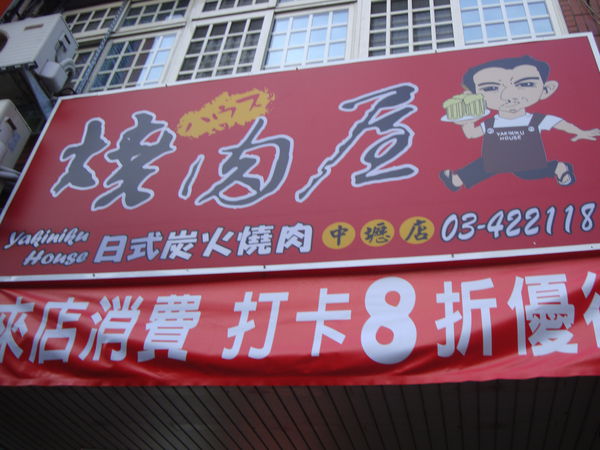 燒肉屋
YAKINIKU
HOUSE
Yakiniku
House
日式炭火燒肉
中壢店
03-422118
來店消費 打卡8折優待